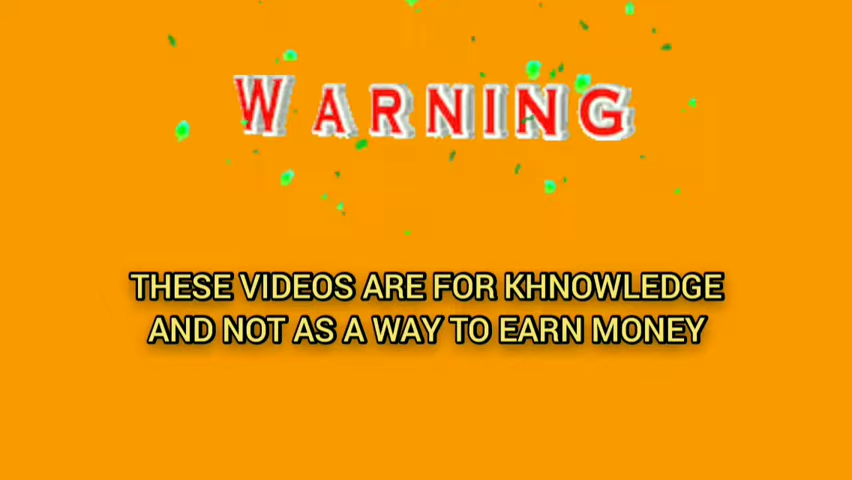 WARNING
THESE VIDEOS ARE FOR KHNOWLEDGE
AND NOT AS A WAY TO EARN MONEY